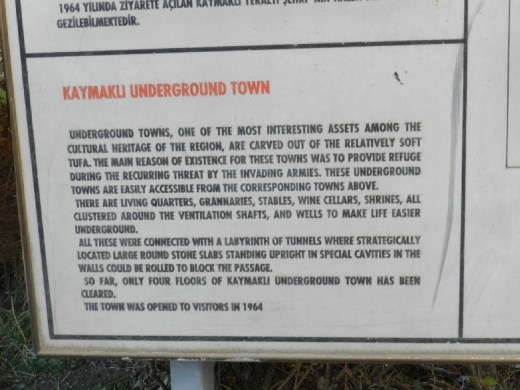 1964 YILINDA ZİYARETE AÇILAN KAYMAKLI YERALTI
GEZİLEBİLMEKTEDİR.
KAYMAKLI UNDERGROUND TOWN
UNDERGROUND TOWNS, ONE OF THE MOST INTERESTING ASSETS AMONG THE
CULTURAL HERITAGE OF THE REGION, ARE CARVED OUT OF THE RELATIVELY SOFT
TUFA. THE MAIN REASON OF EXISTENCE FOR THESE TOWNS WAS TO PROVIDE REFUGE
DURING THE RECURRING THREAT BY THE INVADING ARMIES. THESE UNDERGROUND
TOWNS ARE EASILY ACCESSIBLE FROM THE CORRESPONDING TOWNS ABOVE.
THERE ARE LIVING QUARTERS, GRANNARIES, STABLES, WINE CELLARS, SHRINES, ALL
CLUSTERED AROUND THE VENTILATION SHAFTS, AND WELLS TO MAKE LIFE EASIER
UNDERGROUND.
ALL THESE WERE CONNECTED WITH A LABYRINTH OF TUNNELS WHERE STRATEGICALLY
LOCATED LARGE ROUND STONE SLABS STANDING UPRIGHT IN SPECIAL CAVITIES IN THE
WALLS COULD BE ROLLED TO BLOCK THE PASSAGE.
SO FAR, ONLY FOUR FLOORS OF KAYMAKLI UNDERGROUND TOWN HAS BEEN
CLEARED.
THE TOWN WAS OPENED TO VISITORS IN 1964